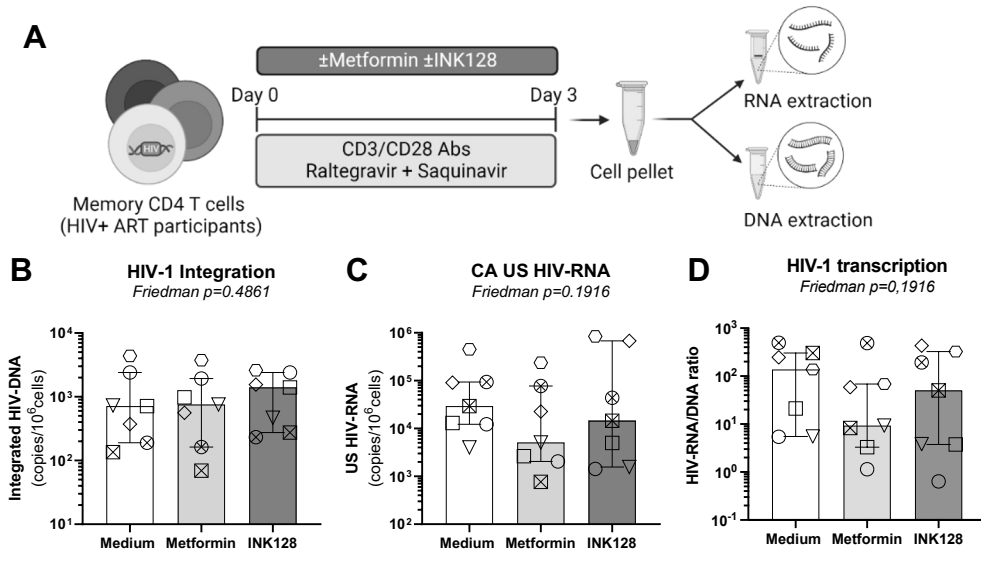 A
±Metformin ±INK128
Day 0
Day 3
CD3/CD28 Abs
Raltegravir + Saquinavir
HIV
Memory CD4 T cells
(HIV+ ART participants)
Cell pellet
RNA extraction
DNA extraction
B
HIV-1 Integration
Friedman p=0.4861
Integrated HIV-DNA
(copies/10⁶cells)
10⁴
10³
10²
10¹
Medium
Metformin
INK128
C
CA US HIV-RNA
Friedman p=0.1916
US HIV-RNA
(copies/10⁶cells)
10⁶
10⁵
10⁴
10³
10²
Medium
Metformin
INK128
D
HIV-1 transcription
Friedman p=0,1916
HIV-RNA/DNA ratio
10³
10²
10¹
10⁰
10⁻¹
Medium
Metformin
INK128